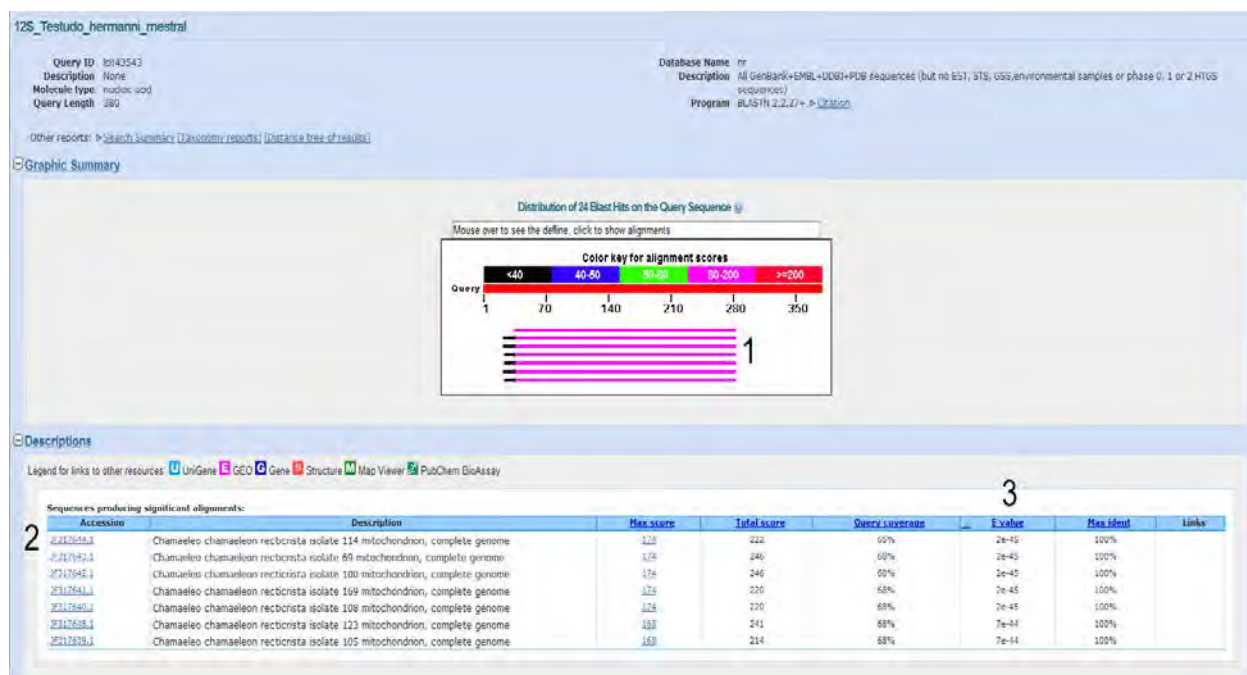 12S_Testudo_hermanni_mestral
Query ID
Description None
Molecule type nucleic acid
Query Length 380
Database Name nr
Description All GenBank+EMBL+DDBJ+PDB sequences (but no EST, STS, GSS,environmental samples or phase 0, 1 or 2 HTGS sequences)
Program BLASTN 2.2.27+ Citation
Other reports: Search Summary [Taxonomy reports] [Distance tree of results]
Graphic Summary
Distribution of 24 Blast Hits on the Query Sequence
Mouse over to see the define, click to show alignments
Color key for alignment scores
<40 40-50 50-80 80-200 >=200
Query
1 70 140 210 280 350
1
Descriptions
Legend for links to other resources: U UniGene E GEO G Gene S Structure M Map Viewer PubChem BioAssay
3
Sequences producing significant alignments:
Accession Description Max score Total score Query coverage E value Max ident Links
2
Chamaeleo chamaeleon recticrista isolate 114 mitochondrion, complete genome 174 222 65% 2e-45 100%
Chamaeleo chamaeleon recticrista isolate 69 mitochondrion, complete genome 174 246 68% 2e-45 100%
Chamaeleo chamaeleon recticrista isolate 100 mitochondrion, complete genome 174 246 68% 2e-45 100%
JF317641.1 Chamaeleo chamaeleon recticrista isolate 169 mitochondrion, complete genome 174 220 68% 2e-45 100%
JF317640.1 Chamaeleo chamaeleon recticrista isolate 108 mitochondrion, complete genome 174 220 68% 2e-45 100%
Chamaeleo chamaeleon recticrista isolate 123 mitochondrion, complete genome 168 241 68% 7e-44 100%
JF317639.1 Chamaeleo chamaeleon recticrista isolate 105 mitochondrion, complete genome 168 214 68% 7e-44 100%